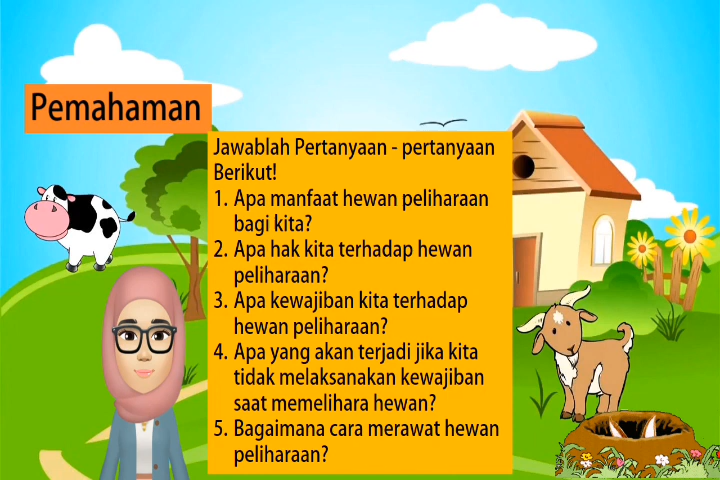 Pemahaman
Jawablah Pertanyaan - pertanyaan
Berikut!
1. Apa manfaat hewan peliharaan
bagi kita?
2. Apa hak kita terhadap hewan
peliharaan?
3. Apa kewajiban kita terhadap
hewan peliharaan?
4. Apa yang akan terjadi jika kita
tidak melaksanakan kewajiban
saat memelihara hewan?
5. Bagaimana cara merawat hewan
peliharaan?